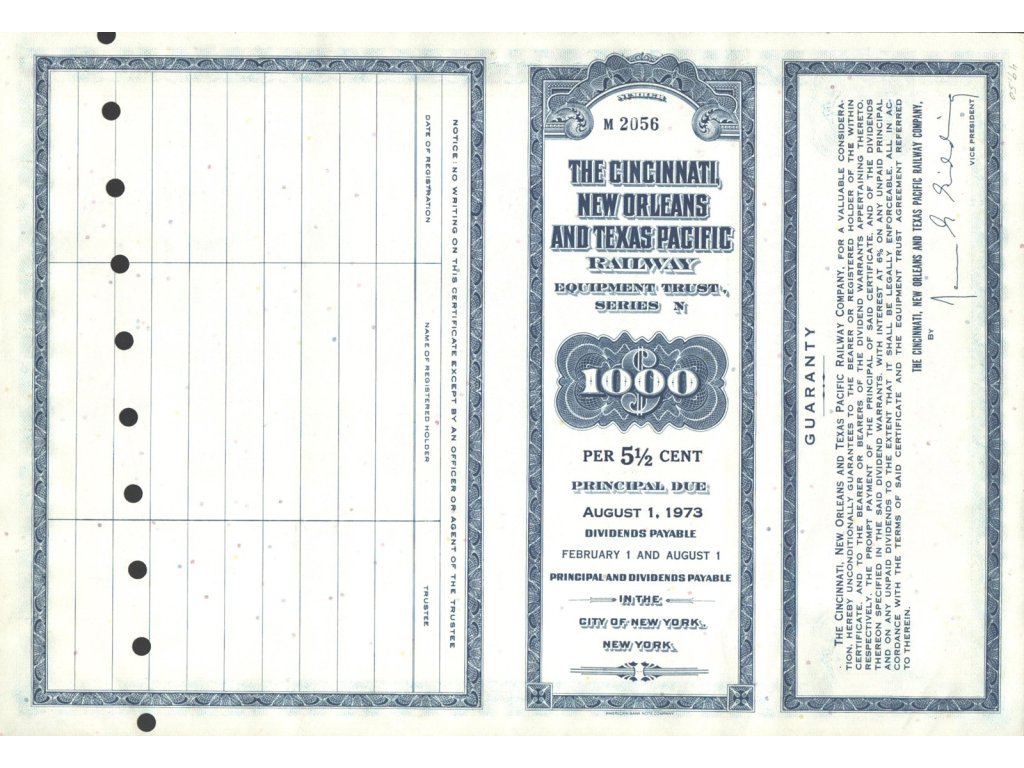 NOTICE: NO WRITING ON THIS CERTIFICATE EXCEPT BY AN OFFICER OR AGENT OF THE TRUSTEE
DATE OF REGISTRATION
NAME OF REGISTERED HOLDER
TRUSTEE
NUMBER
M 2056
THE CINCINNATI,
NEW ORLEANS
AND TEXAS PACIFIC
RAILWAY
EQUIPMENT TRUST,
SERIES N
$1000
PER 5½ CENT
PRINCIPAL DUE
AUGUST 1, 1973
DIVIDENDS PAYABLE
FEBRUARY 1 AND AUGUST 1
PRINCIPAL AND DIVIDENDS PAYABLE
IN THE
CITY OF NEW YORK,
NEW YORK.
AMERICAN BANK NOTE COMPANY
GUARANTY
THE CINCINNATI, NEW ORLEANS AND TEXAS PACIFIC RAILWAY COMPANY, FOR A VALUABLE CONSIDERA-
TION, HEREBY UNCONDITIONALLY GUARANTEES TO THE BEARER OR REGISTERED HOLDER OF THE WITHIN
CERTIFICATE, AND TO THE BEARER OR BEARERS OF THE DIVIDEND WARRANTS APPERTAINING THERETO,
RESPECTIVELY, THE PROMPT PAYMENT OF THE PRINCIPAL OF SAID CERTIFICATE, AND OF THE DIVIDENDS
THEREON SPECIFIED IN THE SAID DIVIDEND WARRANTS, WITH INTEREST AT 6% ON ANY UNPAID PRINCIPAL
AND ON ANY UNPAID DIVIDENDS TO THE EXTENT THAT IT SHALL BE LEGALLY ENFORCEABLE, ALL IN AC-
CORDANCE WITH THE TERMS OF SAID CERTIFICATE AND THE EQUIPMENT TRUST AGREEMENT REFERRED
TO THEREIN.
THE CINCINNATI, NEW ORLEANS AND TEXAS PACIFIC RAILWAY COMPANY,
BY
VICE PRESIDENT